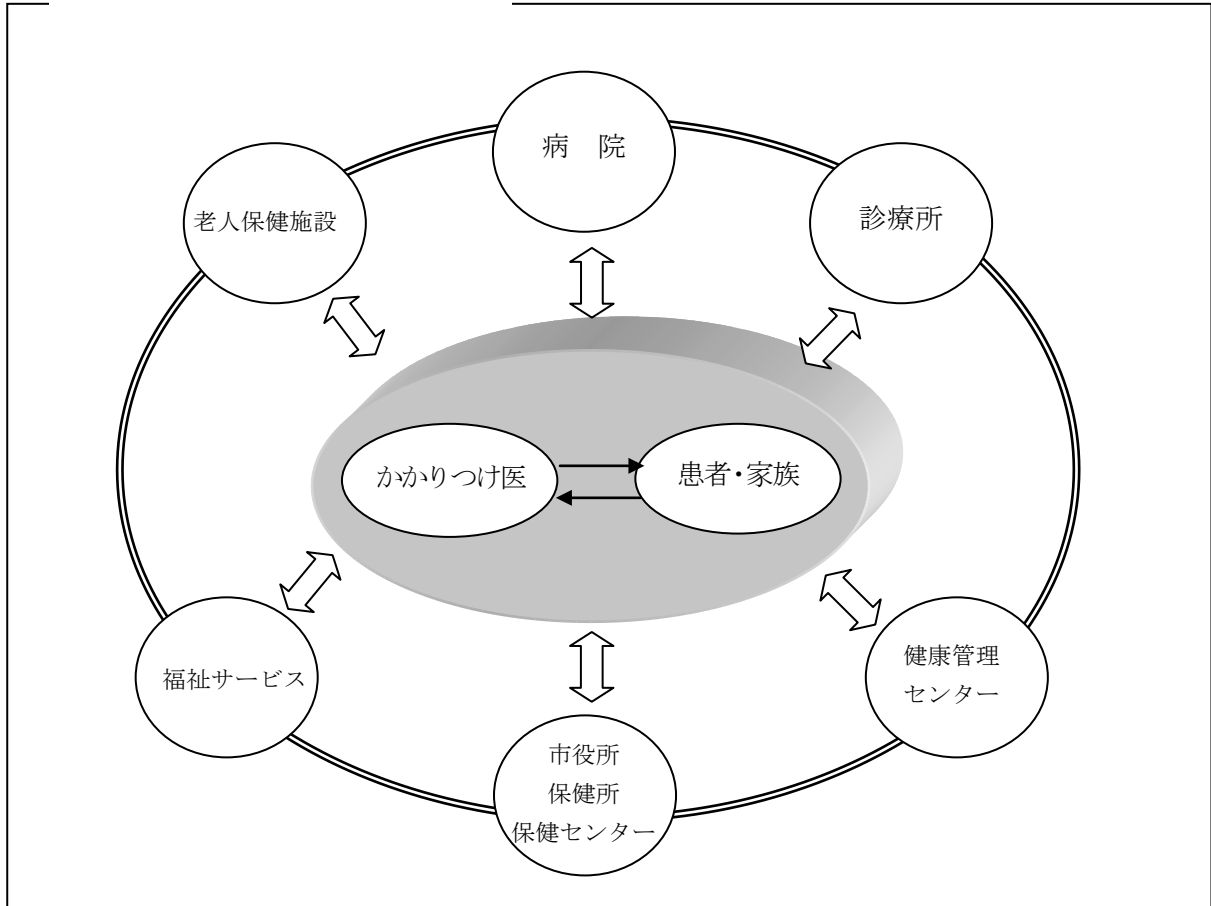 病　院
老人保健施設
診療所
かかりつけ医
患者・家族
福祉サービス
健康管理
センター
市役所
保健所
保健センター